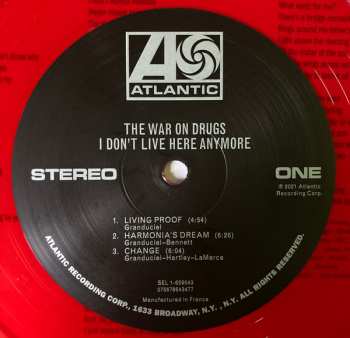 ATLANTIC
THE WAR ON DRUGS
I DON'T LIVE HERE ANYMORE
STEREO
ONE
℗ 2021 Atlantic
Recording Corp.
1. LIVING PROOF (4:54)
Granduciel
2. HARMONIA'S DREAM (6:26)
Granduciel–Bennett
3. CHANGE (6:04)
Granduciel–Hartley–LaMarca
Manufactured in France
ATLANTIC RECORDING CORP., 1633 BROADWAY, N.Y., N.Y. ALL RIGHTS RESERVED.